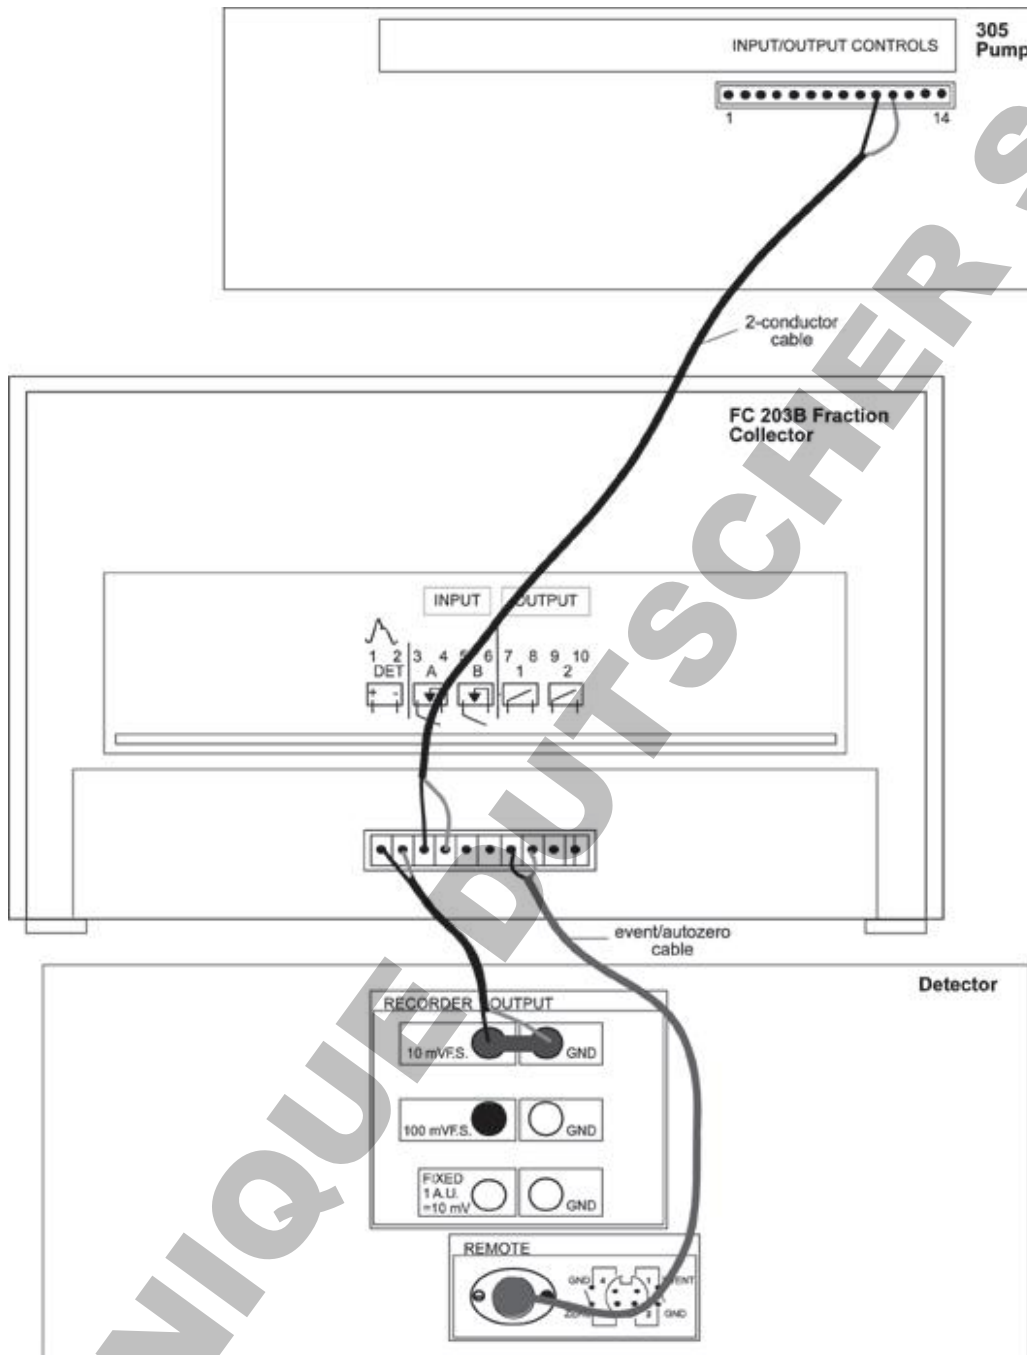 305
Pump
INPUT/OUTPUT CONTROLS
1 14
2-conductor
cable
FC 203B Fraction
Collector
INPUT OUTPUT
1 2 3 4 5 6 7 8 9 10
DET A B 1 2
+ -
event/autozero
cable
Detector
RECORDER OUTPUT
10 mVF.S. GND
100 mVF.S. GND
FIXED
1 A.U.
=10 mV
GND
REMOTE
GND 4 1
2 GND
NIQUE DUTSCHER S